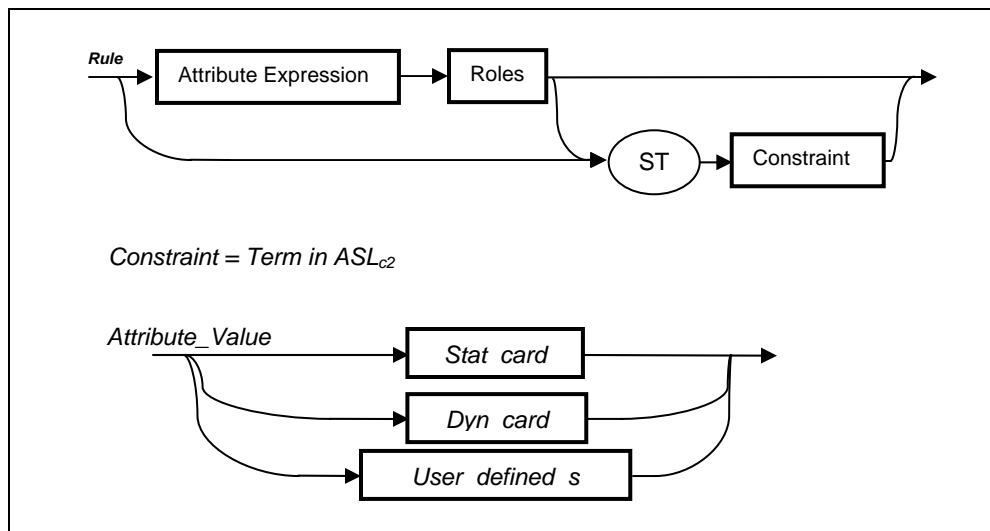 Rule
Attribute Expression
Roles
ST
Constraint
Constraint = Term in ASLc2
Attribute_Value
Stat card
Dyn card
User defined s